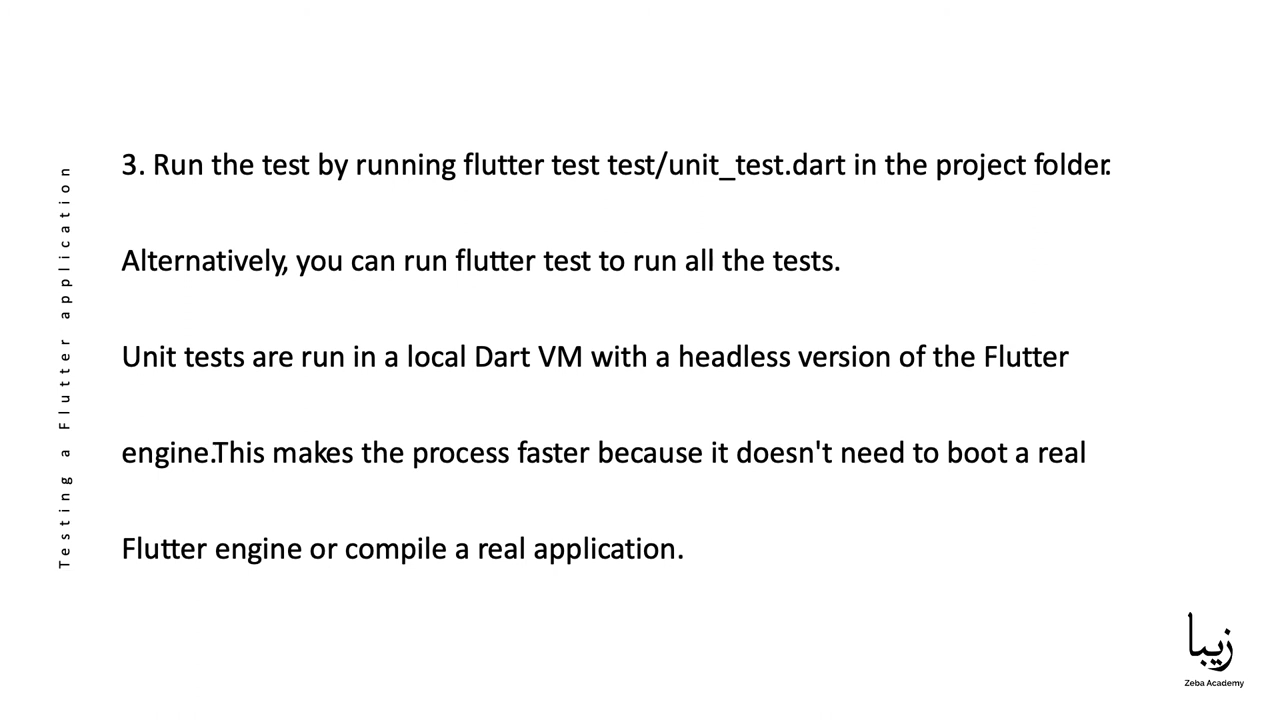 Testing a Flutter application
3. Run the test by running flutter test test/unit_test.dart in the project folder.
Alternatively, you can run flutter test to run all the tests.
Unit tests are run in a local Dart VM with a headless version of the Flutter
engine.This makes the process faster because it doesn't need to boot a real
Flutter engine or compile a real application.
زيبا
Zeba Academy